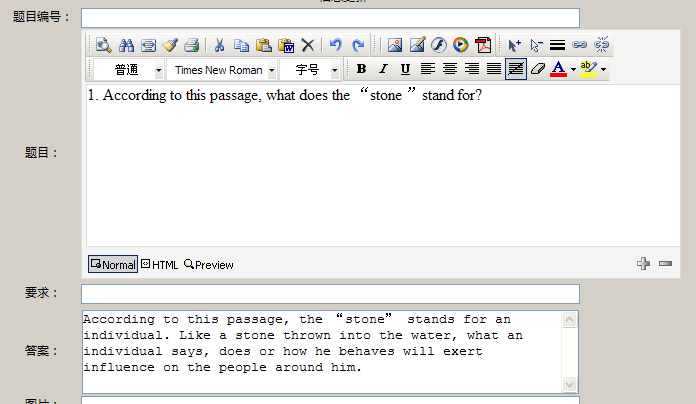 题目编号：
普通 Times New Roman 字号 B I U A ab
1. According to this passage, what does the “stone ” stand for?
题目：
Normal HTML Preview
要求：
According to this passage, the “stone” stands for an
individual. Like a stone thrown into the water, what an
individual says, does or how he behaves will exert
influence on the people around him.
答案：